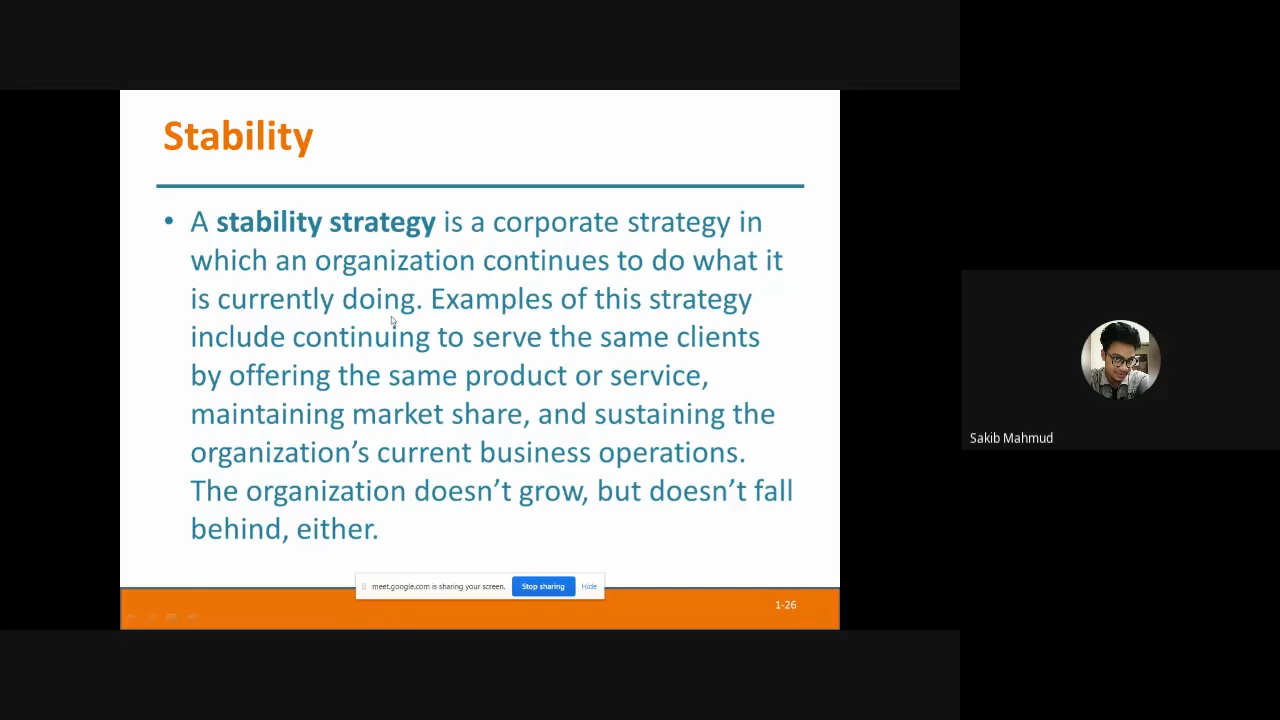 Stability
• A stability strategy is a corporate strategy in
which an organization continues to do what it
is currently doing. Examples of this strategy
include continuing to serve the same clients
by offering the same product or service,
maintaining market share, and sustaining the
organization’s current business operations.
The organization doesn’t grow, but doesn’t fall
behind, either.
meet.google.com is sharing your screen. Stop sharing Hide
1-26
Sakib Mahmud